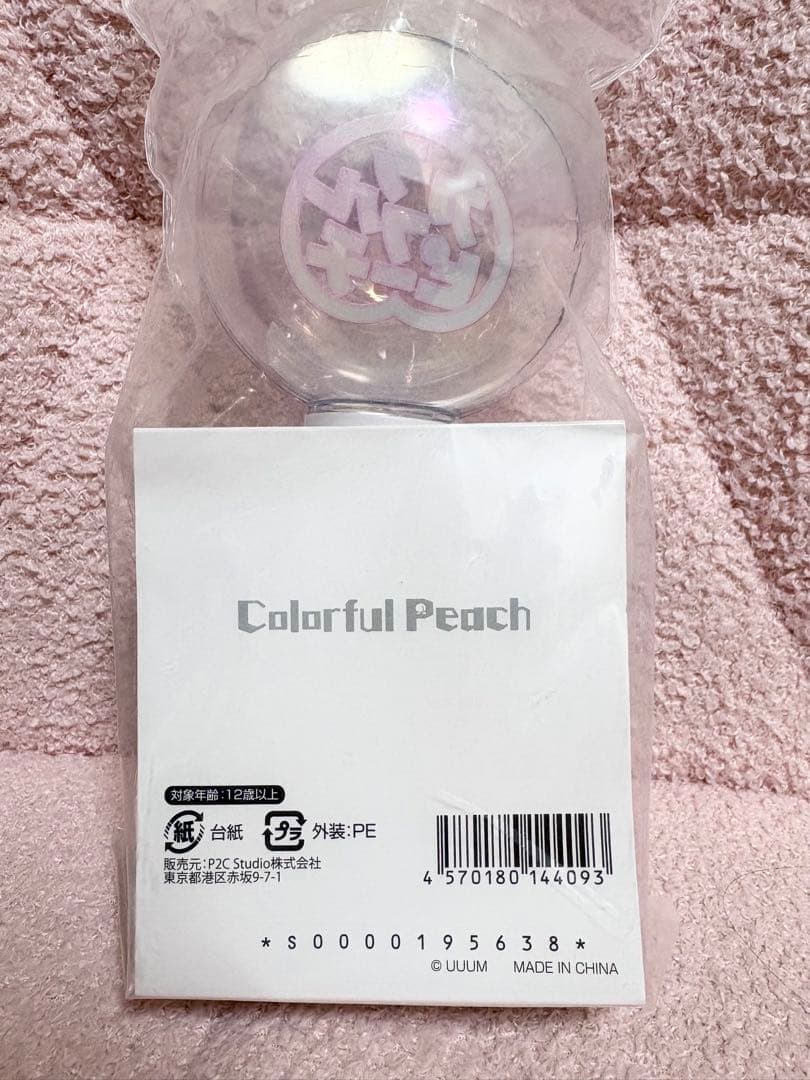 Colorful Peach
対象年齢:12歳以上
紙 台紙 プラ 外装:PE
販売元:P2C Studio株式会社
東京都港区赤坂9-7-1
4 570180 144093
*S0000195638*
© UUUM MADE IN CHINA